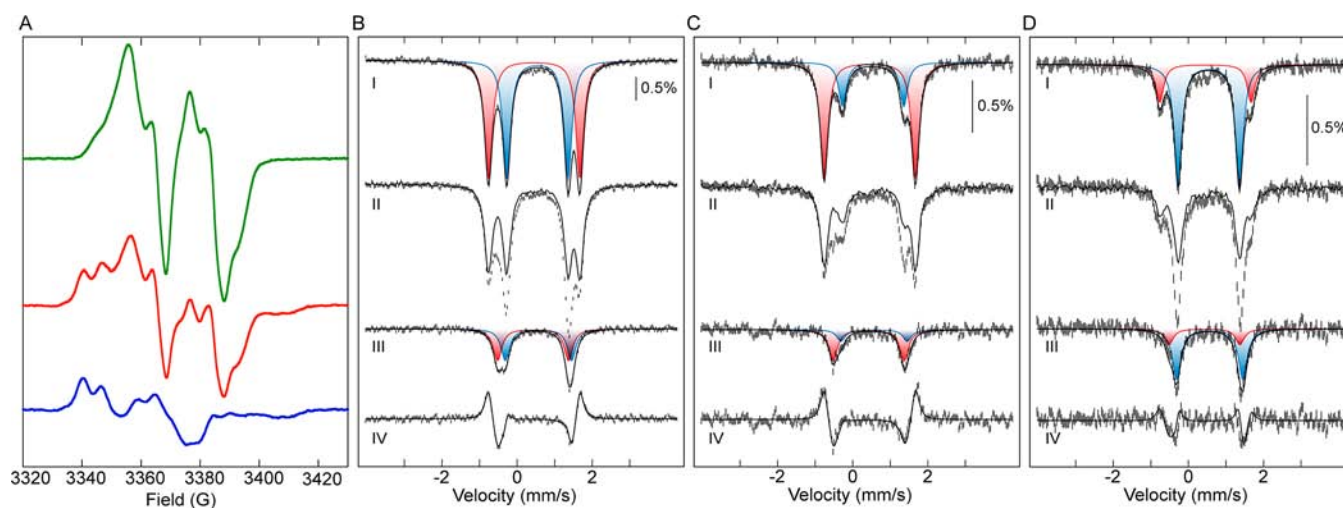 A B C D
I I I
0.5% 0.5% 0.5%
II II II
III III III
IV IV IV
3320 3340 3360 3380 3400 3420 -2 0 2 -2 0 2 -2 0 2
Field (G) Velocity (mm/s) Velocity (mm/s) Velocity (mm/s)